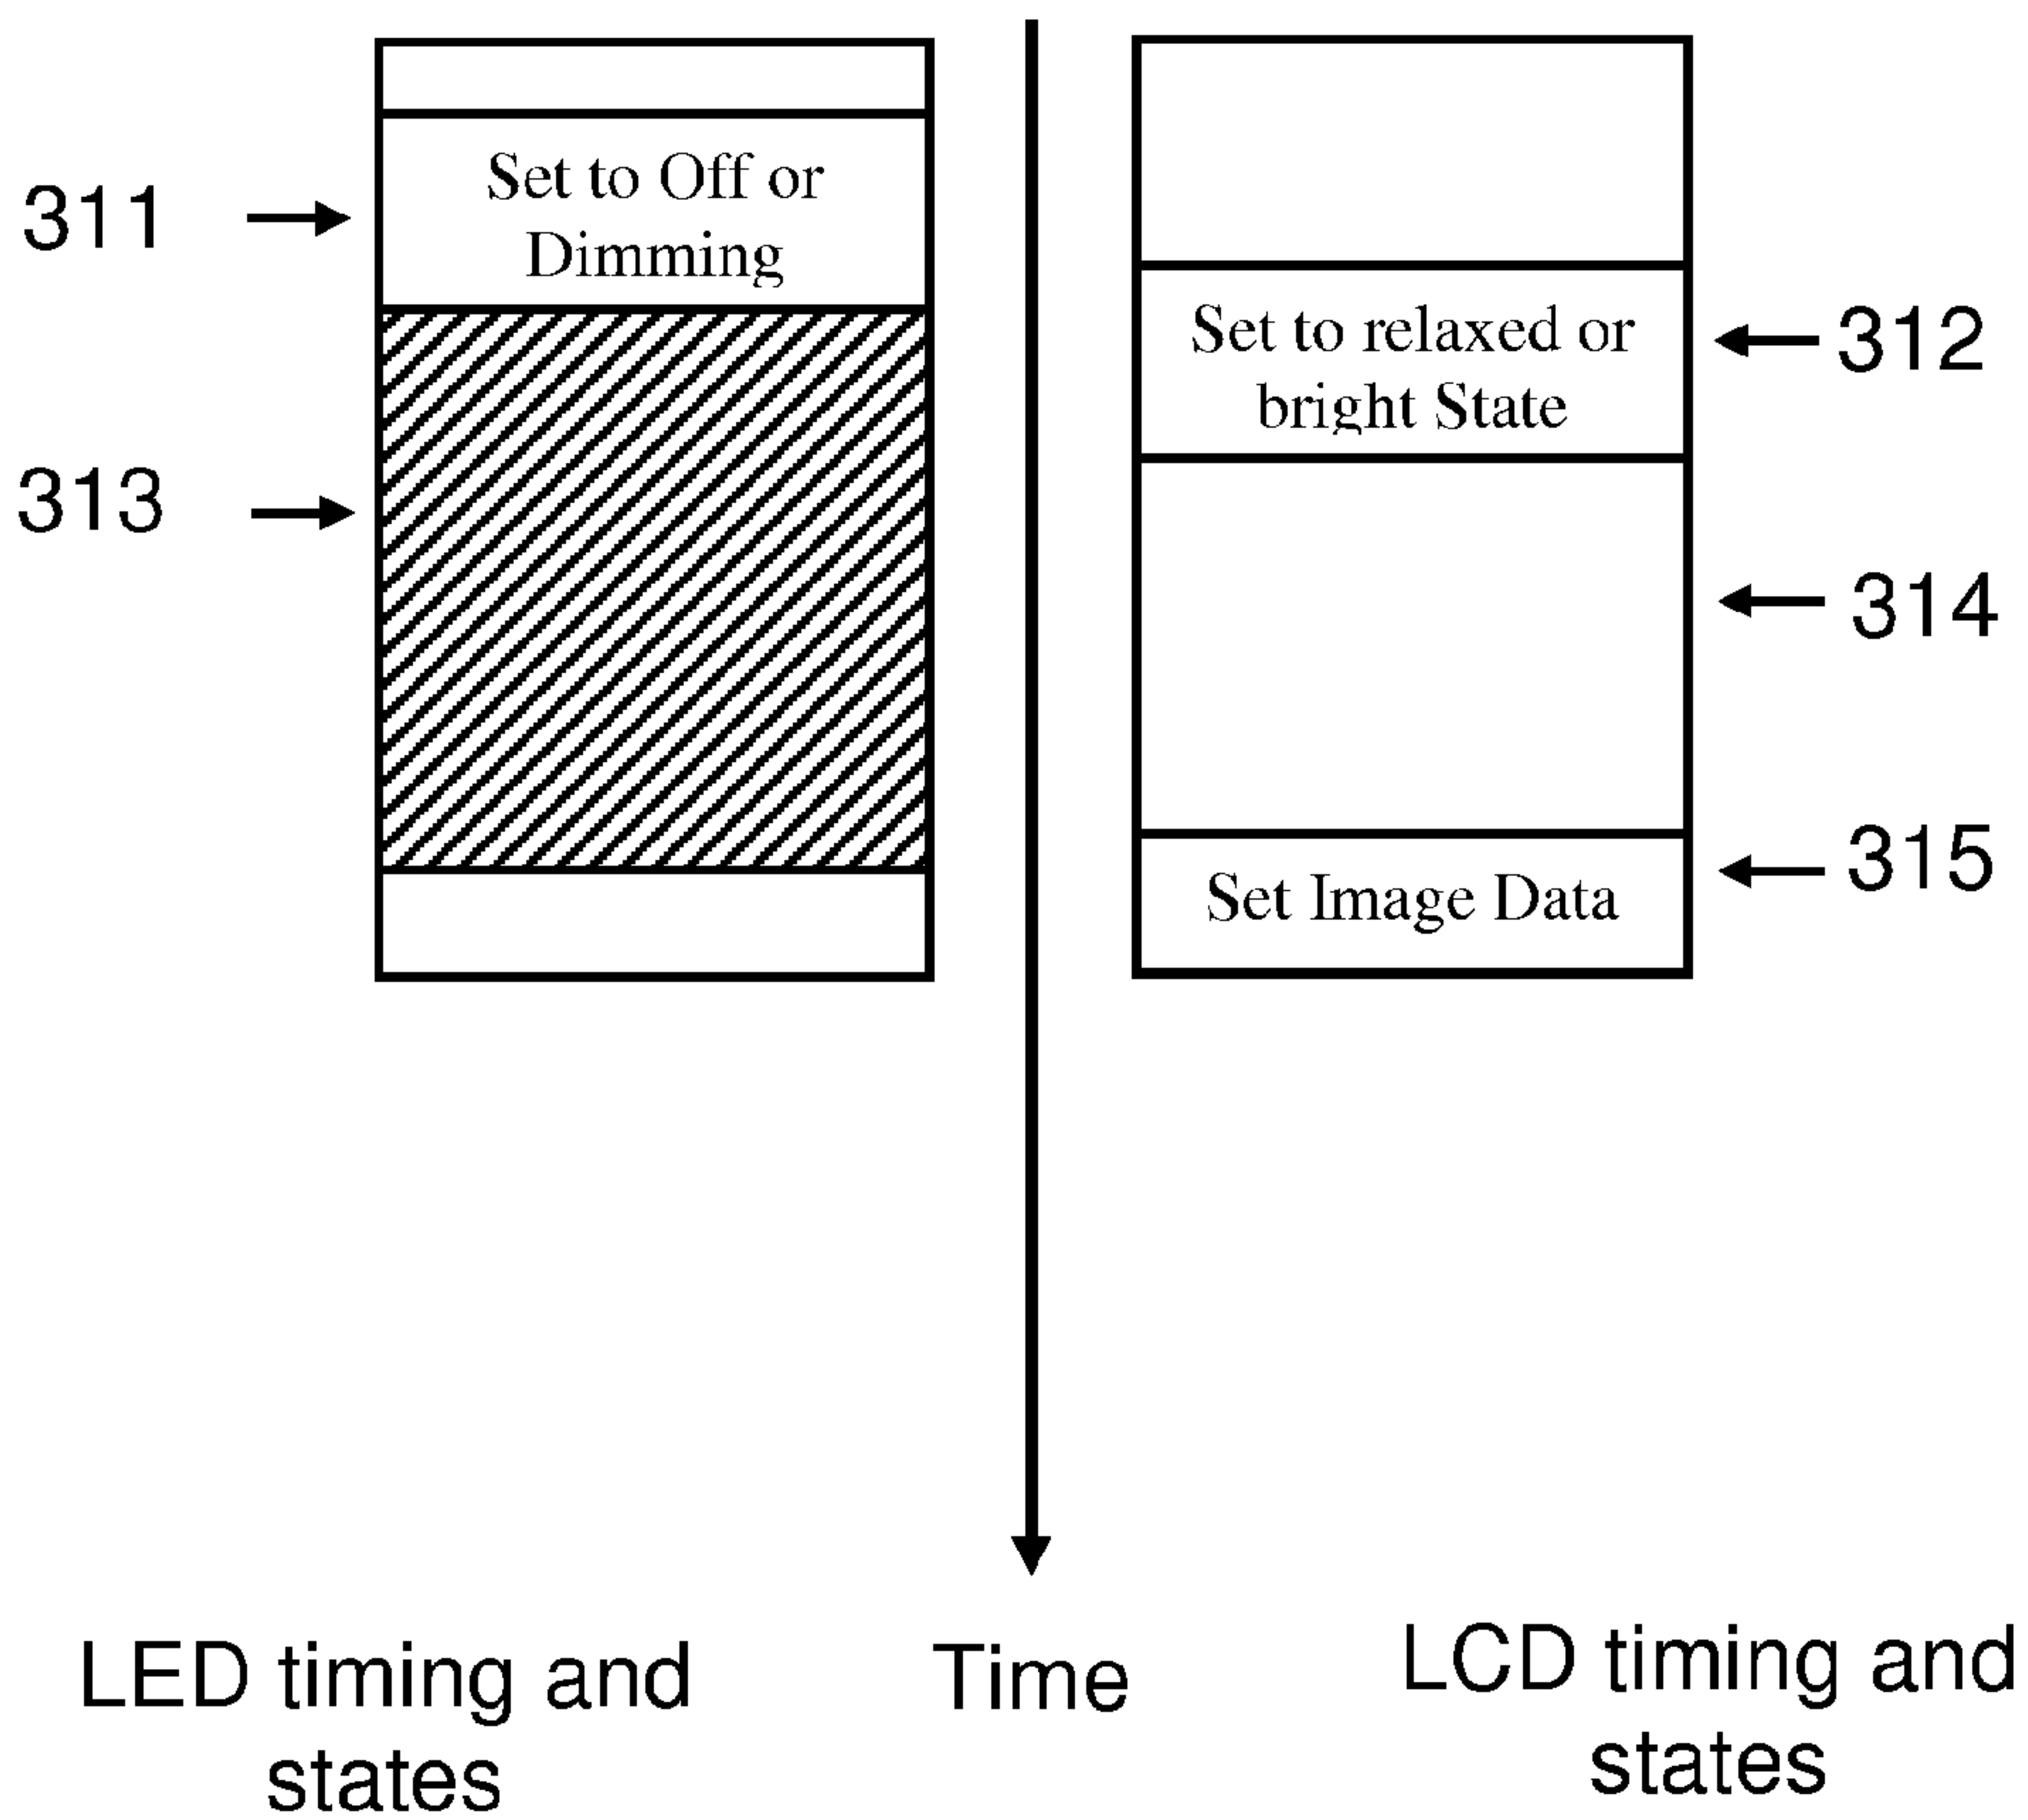 311
Set to Off or
Dimming
313
Set to relaxed or
bright State
312
314
Set Image Data
315
LED timing and
states
Time
LCD timing and
states